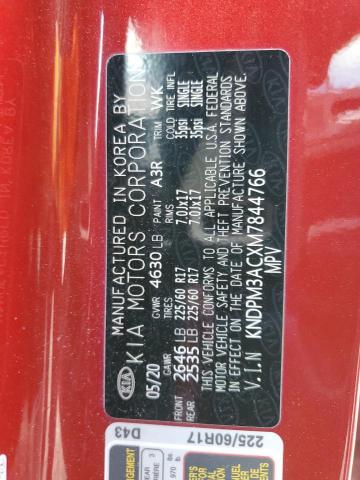 MANUFACTURED IN KOREA BY
KIA MOTORS CORPORATION
KIA
05/20 GVWR 4630 LB PAINT A3R TRIM WK
GAWR TIRES RIMS COLD TIRE INFL
FRONT 2646 LB 225/60 R17 7.0JX17 35psi SINGLE
REAR 2535 LB 225/60 R17 7.0JX17 35psi SINGLE
THIS VEHICLE CONFORMS TO ALL APPLICABLE U.S.A. FEDERAL
MOTOR VEHICLE SAFETY AND THEFT PREVENTION STANDARDS
IN EFFECT ON THE DATE OF MANUFACTURE SHOWN ABOVE.
V.I.N KNDPM3ACXM7844766
MPV
D43
225/60R17